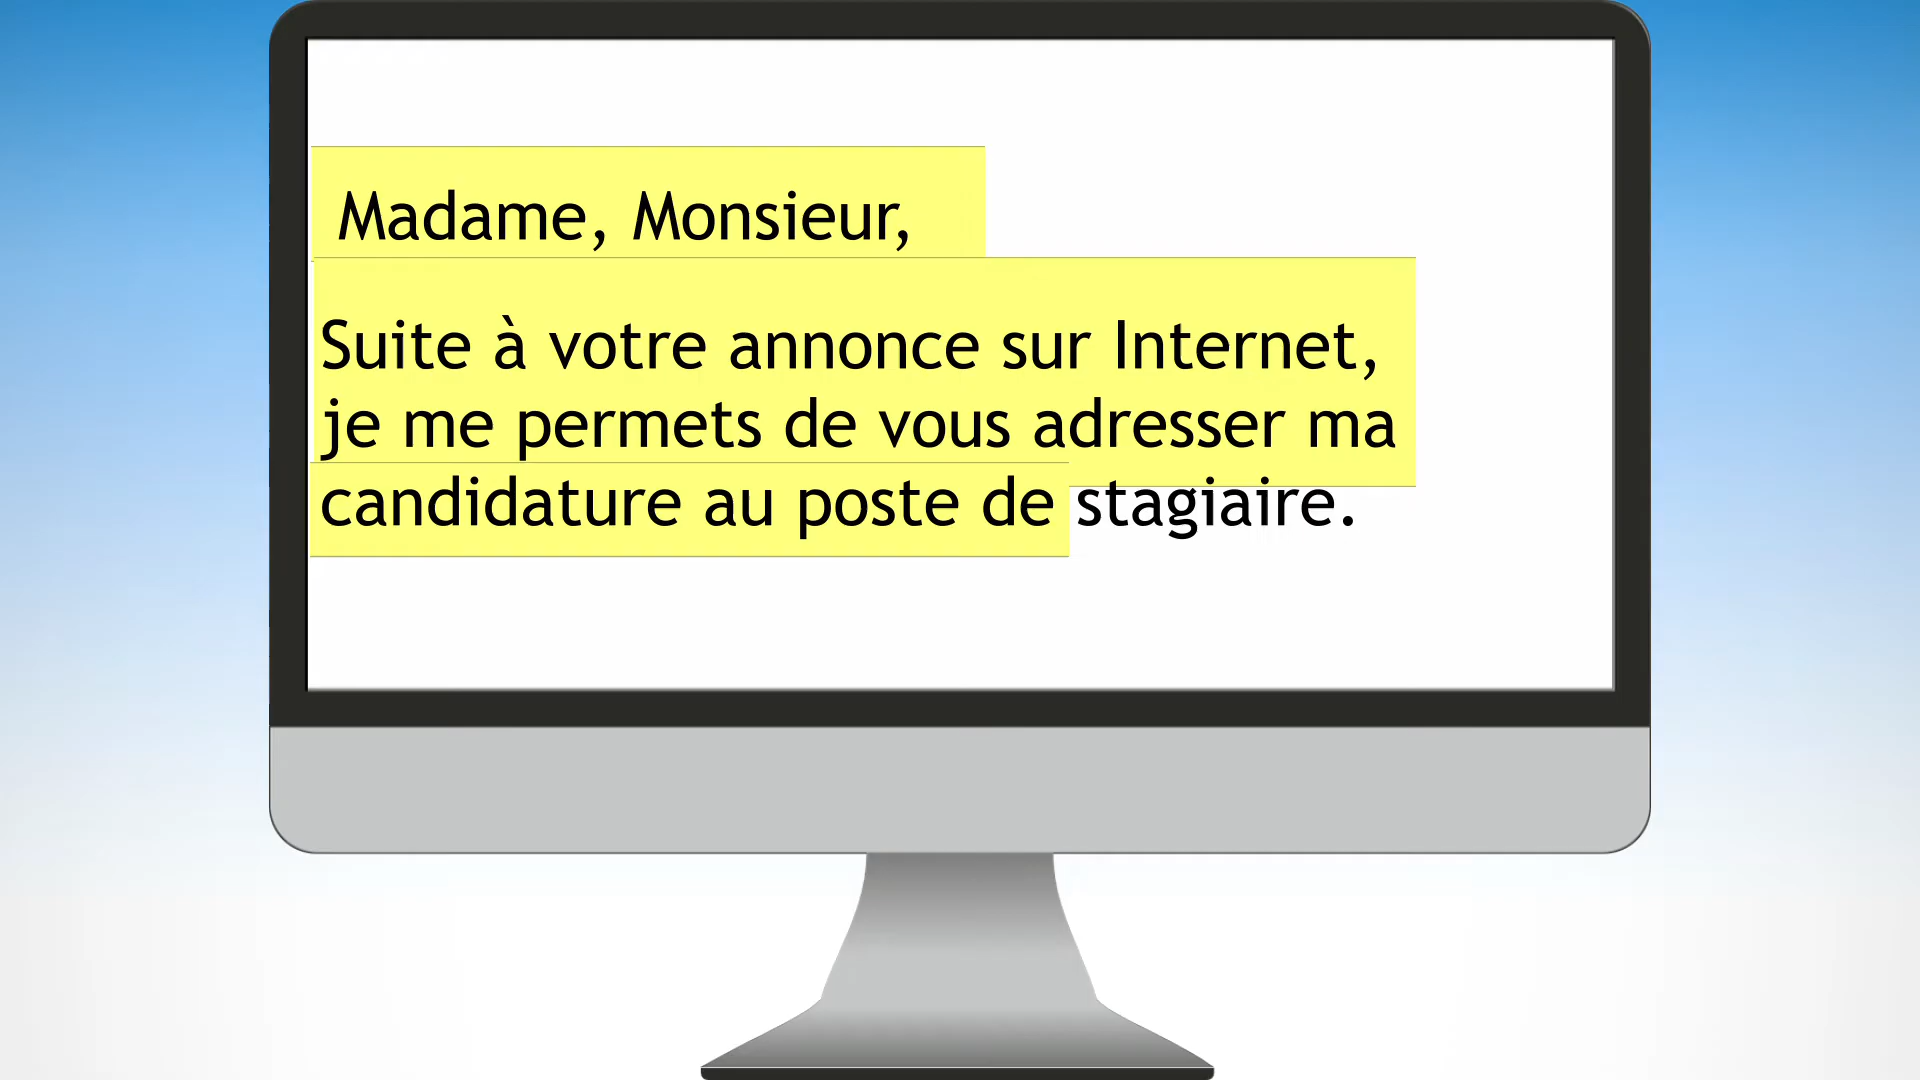 Madame, Monsieur,
Suite à votre annonce sur Internet,
je me permets de vous adresser ma
candidature au poste de stagiaire.